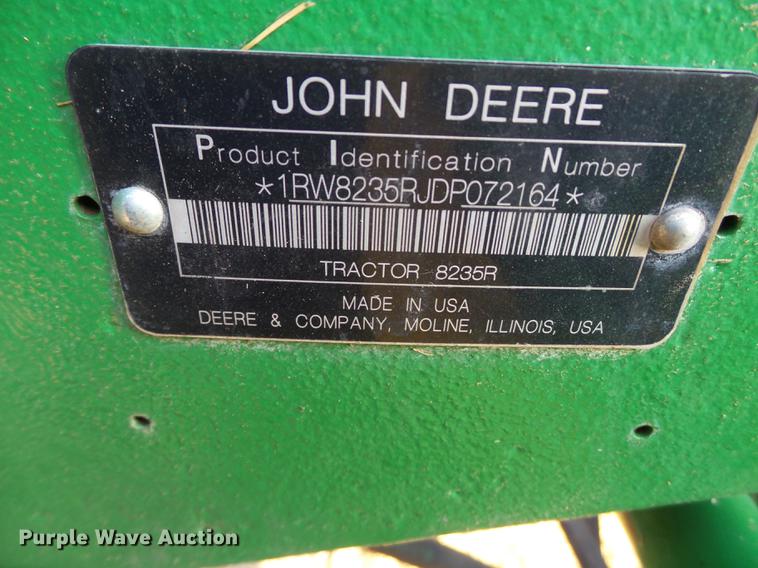 JOHN DEERE
Product Identification Number
*1RW8235RJDP072164*
TRACTOR 8235R
MADE IN USA
DEERE & COMPANY, MOLINE, ILLINOIS, USA
Purple Wave Auction